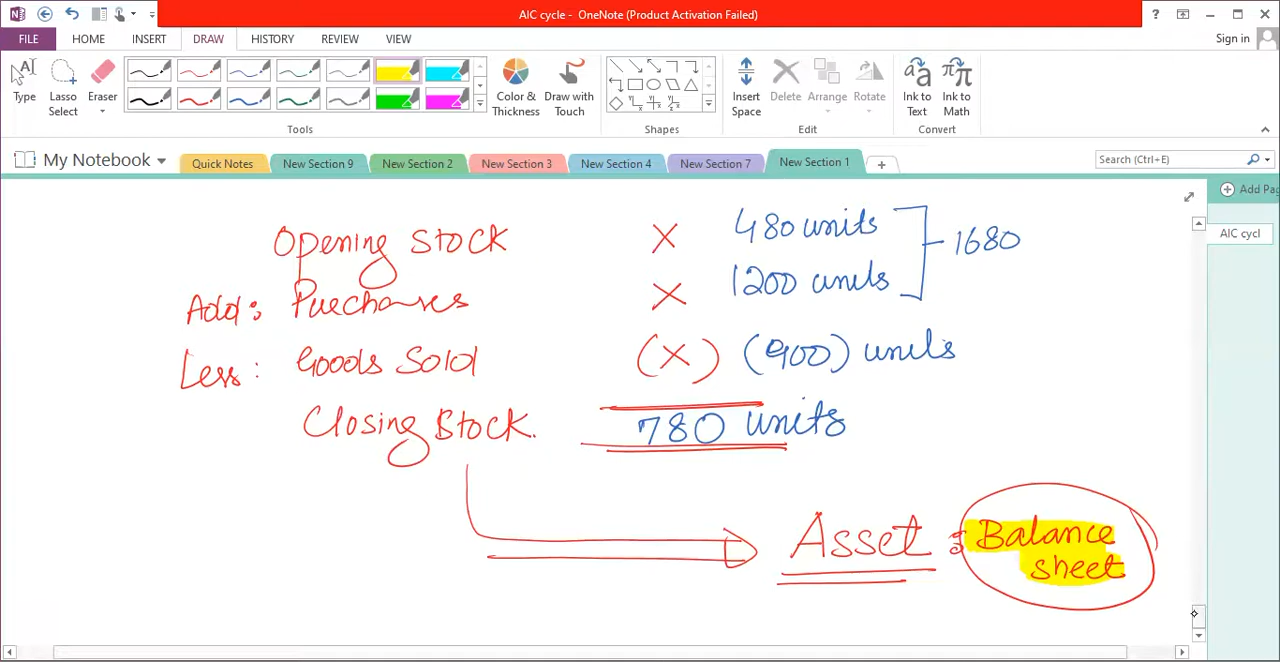 AIC cycle - OneNote (Product Activation Failed)
?
Sign in
FILE HOME INSERT DRAW HISTORY REVIEW VIEW
Type
Lasso Select
Eraser
Color & Thickness
Draw with Touch
Insert Space
Delete
Arrange
Rotate
Ink to Text
Ink to Math
Tools Shapes Edit Convert
My Notebook
Quick Notes New Section 9 New Section 2 New Section 3 New Section 4 New Section 7 New Section 1
Search (Ctrl+E)
Add Pag
AIC cycl
Opening Stock X 480 units
1680
Add: Purchases X 1200 units
Less: Goods Sold (X) (900) units
Closing Stock. 780 units
Asset : Balance
sheet